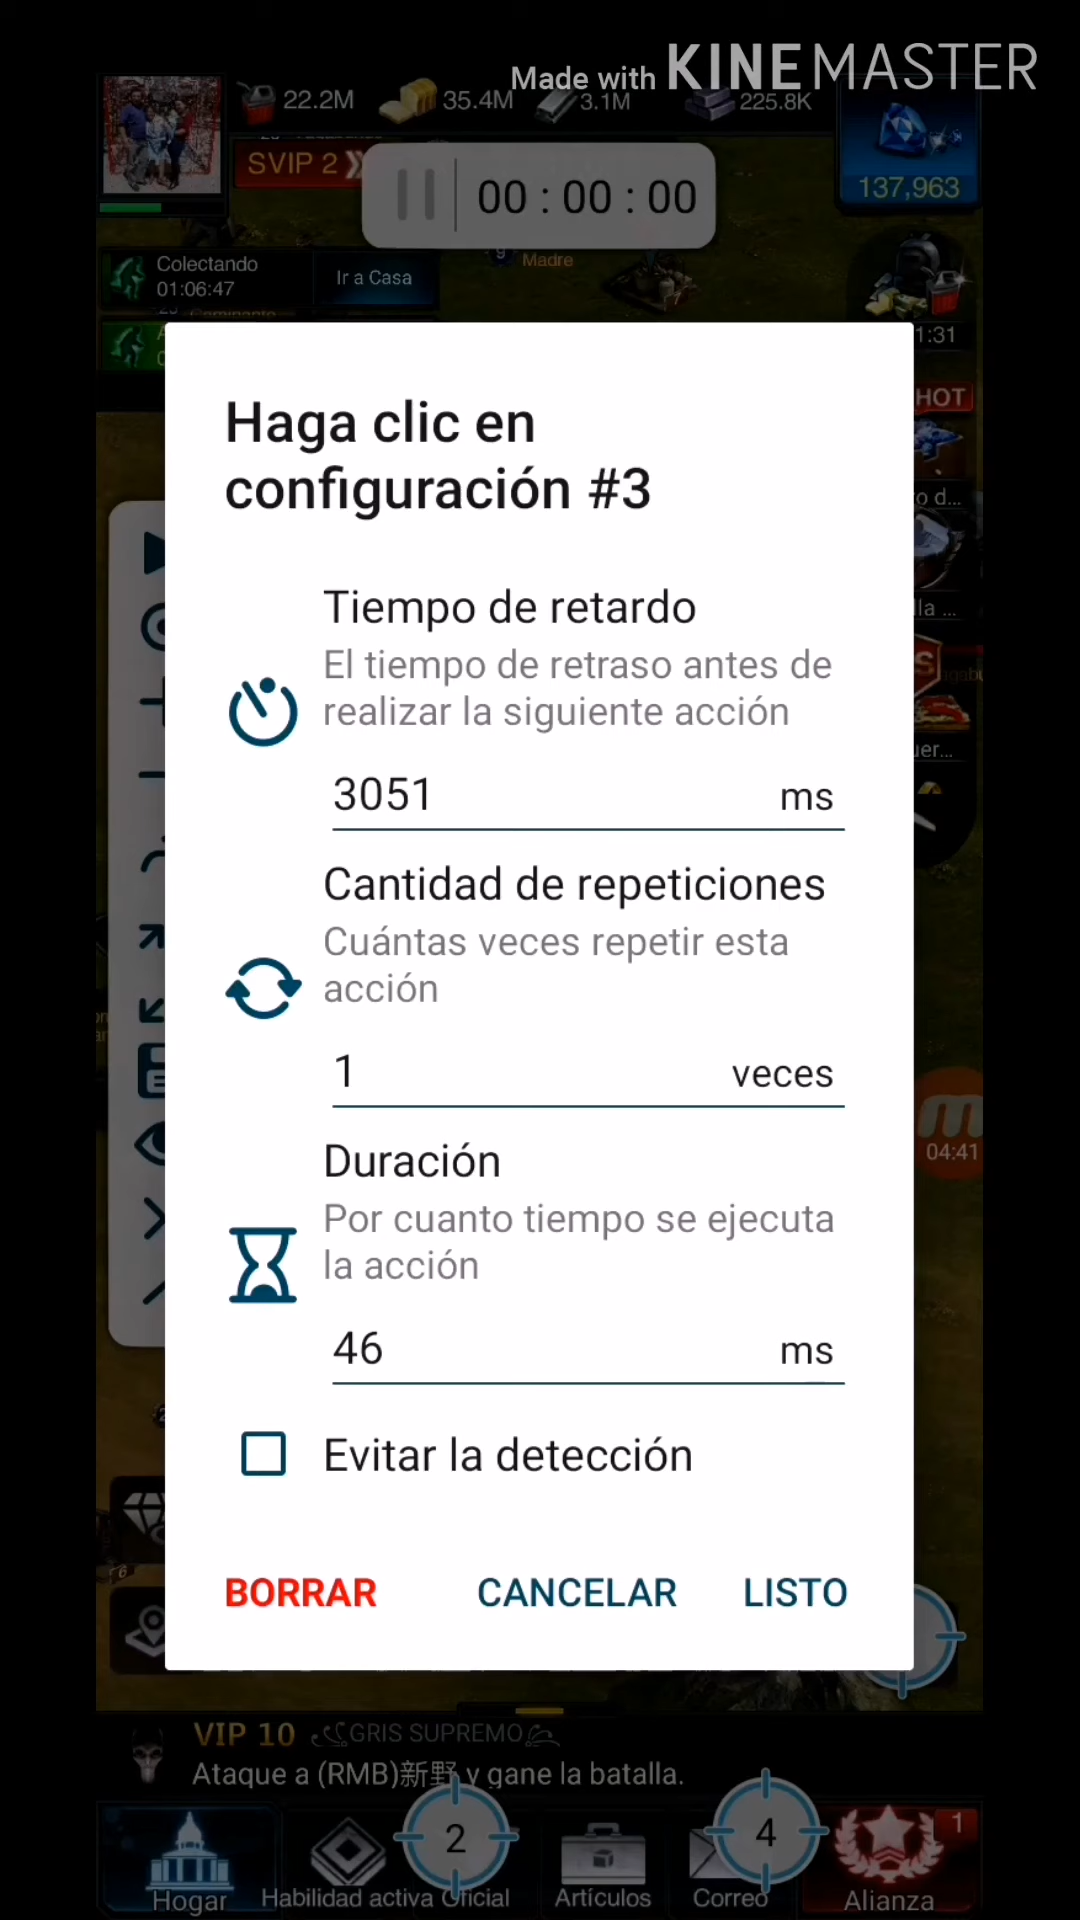 Made with KINEMASTER
22.2M 35.4M 3.1M 225.8K
SVIP 2
137,963
00 : 00 : 00
9 Madre
Colectando
01:06:47
Ir a Casa
1:31
HOT
Haga clic en
configuración #3
Tiempo de retardo
El tiempo de retraso antes de
realizar la siguiente acción
3051 ms
Cantidad de repeticiones
Cuántas veces repetir esta
acción
1 veces
04:41
Duración
Por cuanto tiempo se ejecuta
la acción
46 ms
Evitar la detección
BORRAR CANCELAR LISTO
VIP 10 GRIS SUPREMO
Ataque a (RMB)新野 y gane la batalla.
2 4 1
Hogar Habilidad activa Oficial Artículos Correo Alianza